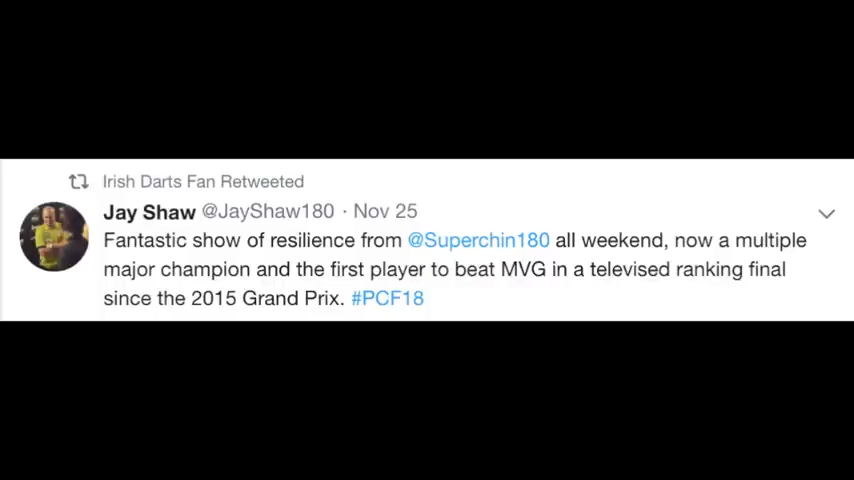 Irish Darts Fan Retweeted
Jay Shaw @JayShaw180 · Nov 25
Fantastic show of resilience from @Superchin180 all weekend, now a multiple
major champion and the first player to beat MVG in a televised ranking final
since the 2015 Grand Prix. #PCF18